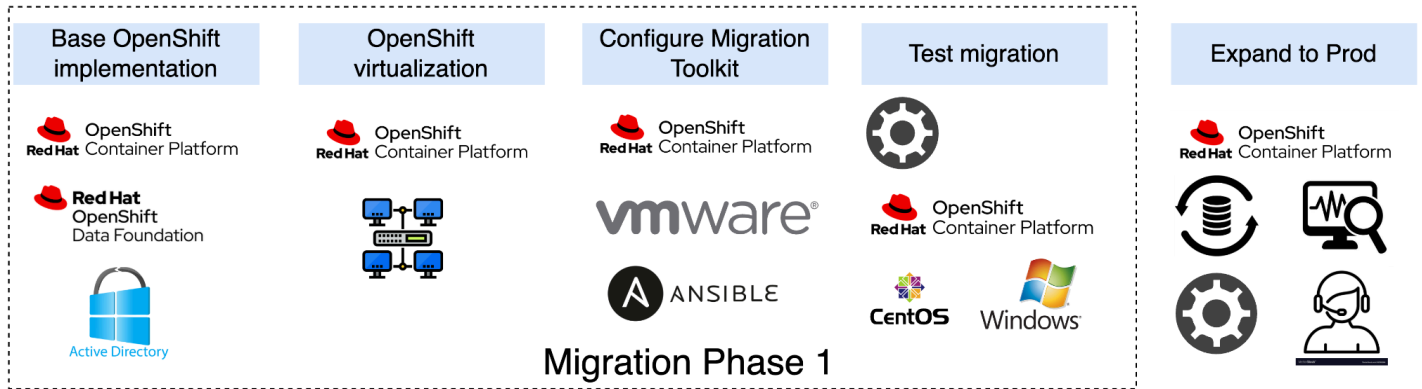 Base OpenShift
implementation
OpenShift
virtualization
Configure Migration
Toolkit
Test migration
Expand to Prod
OpenShift
Red Hat Container Platform
Red Hat
OpenShift
Data Foundation
Active Directory
OpenShift
Red Hat Container Platform
OpenShift
Red Hat Container Platform
vmware®
ANSIBLE
OpenShift
Red Hat Container Platform
CentOS
Windows
OpenShift
Red Hat Container Platform
Migration Phase 1